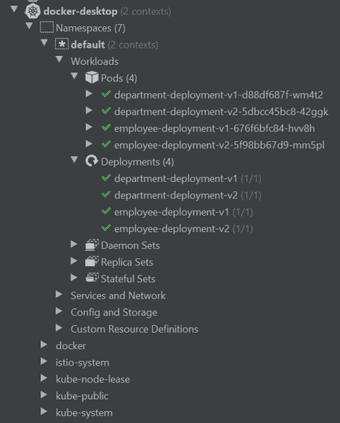 docker-desktop (2 contexts)
Namespaces (7)
default (2 contexts)
Workloads
Pods (4)
department-deployment-v1-d88df687f-wm4t2
department-deployment-v2-5dbcc45bc8-42ggk
employee-deployment-v1-676f6bfc84-hvv8h
employee-deployment-v2-5f98bb67d9-mm5pl
Deployments (4)
department-deployment-v1 (1/1)
department-deployment-v2 (1/1)
employee-deployment-v1 (1/1)
employee-deployment-v2 (1/1)
Daemon Sets
Replica Sets
Stateful Sets
Services and Network
Config and Storage
Custom Resource Definitions
docker
istio-system
kube-node-lease
kube-public
kube-system